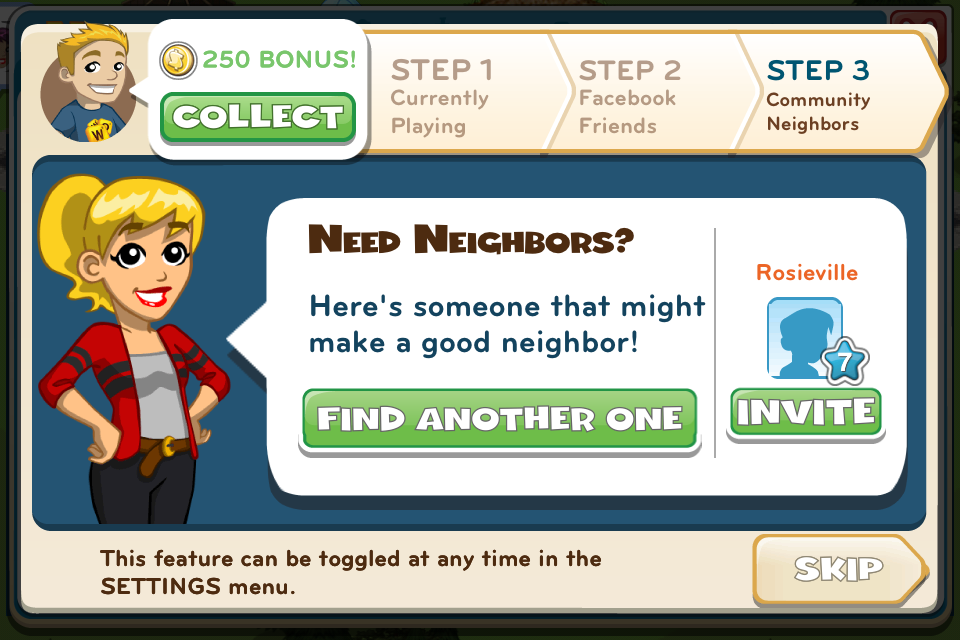 250 BONUS!
COLLECT
STEP 1
Currently
Playing
STEP 2
Facebook
Friends
STEP 3
Community
Neighbors
W
NEED NEIGHBORS?
Here's someone that might
make a good neighbor!
FIND ANOTHER ONE
Rosieville
7
INVITE
This feature can be toggled at any time in the
SETTINGS menu.
SKIP